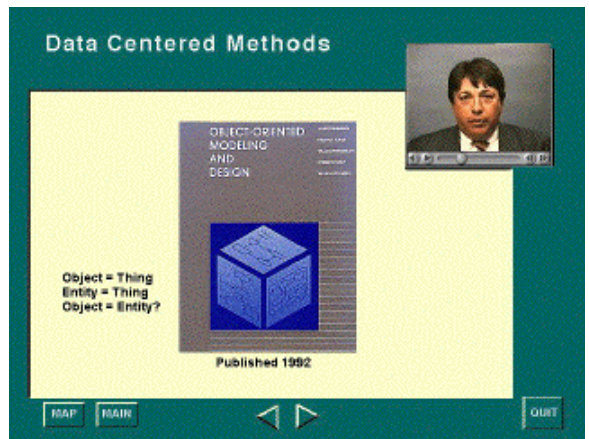 Data Centered Methods
OBJECT-ORIENTED
MODELING
AND
DESIGN
Object = Thing
Entity = Thing
Object = Entity?
Published 1992
MAP
MAIN
QUIT